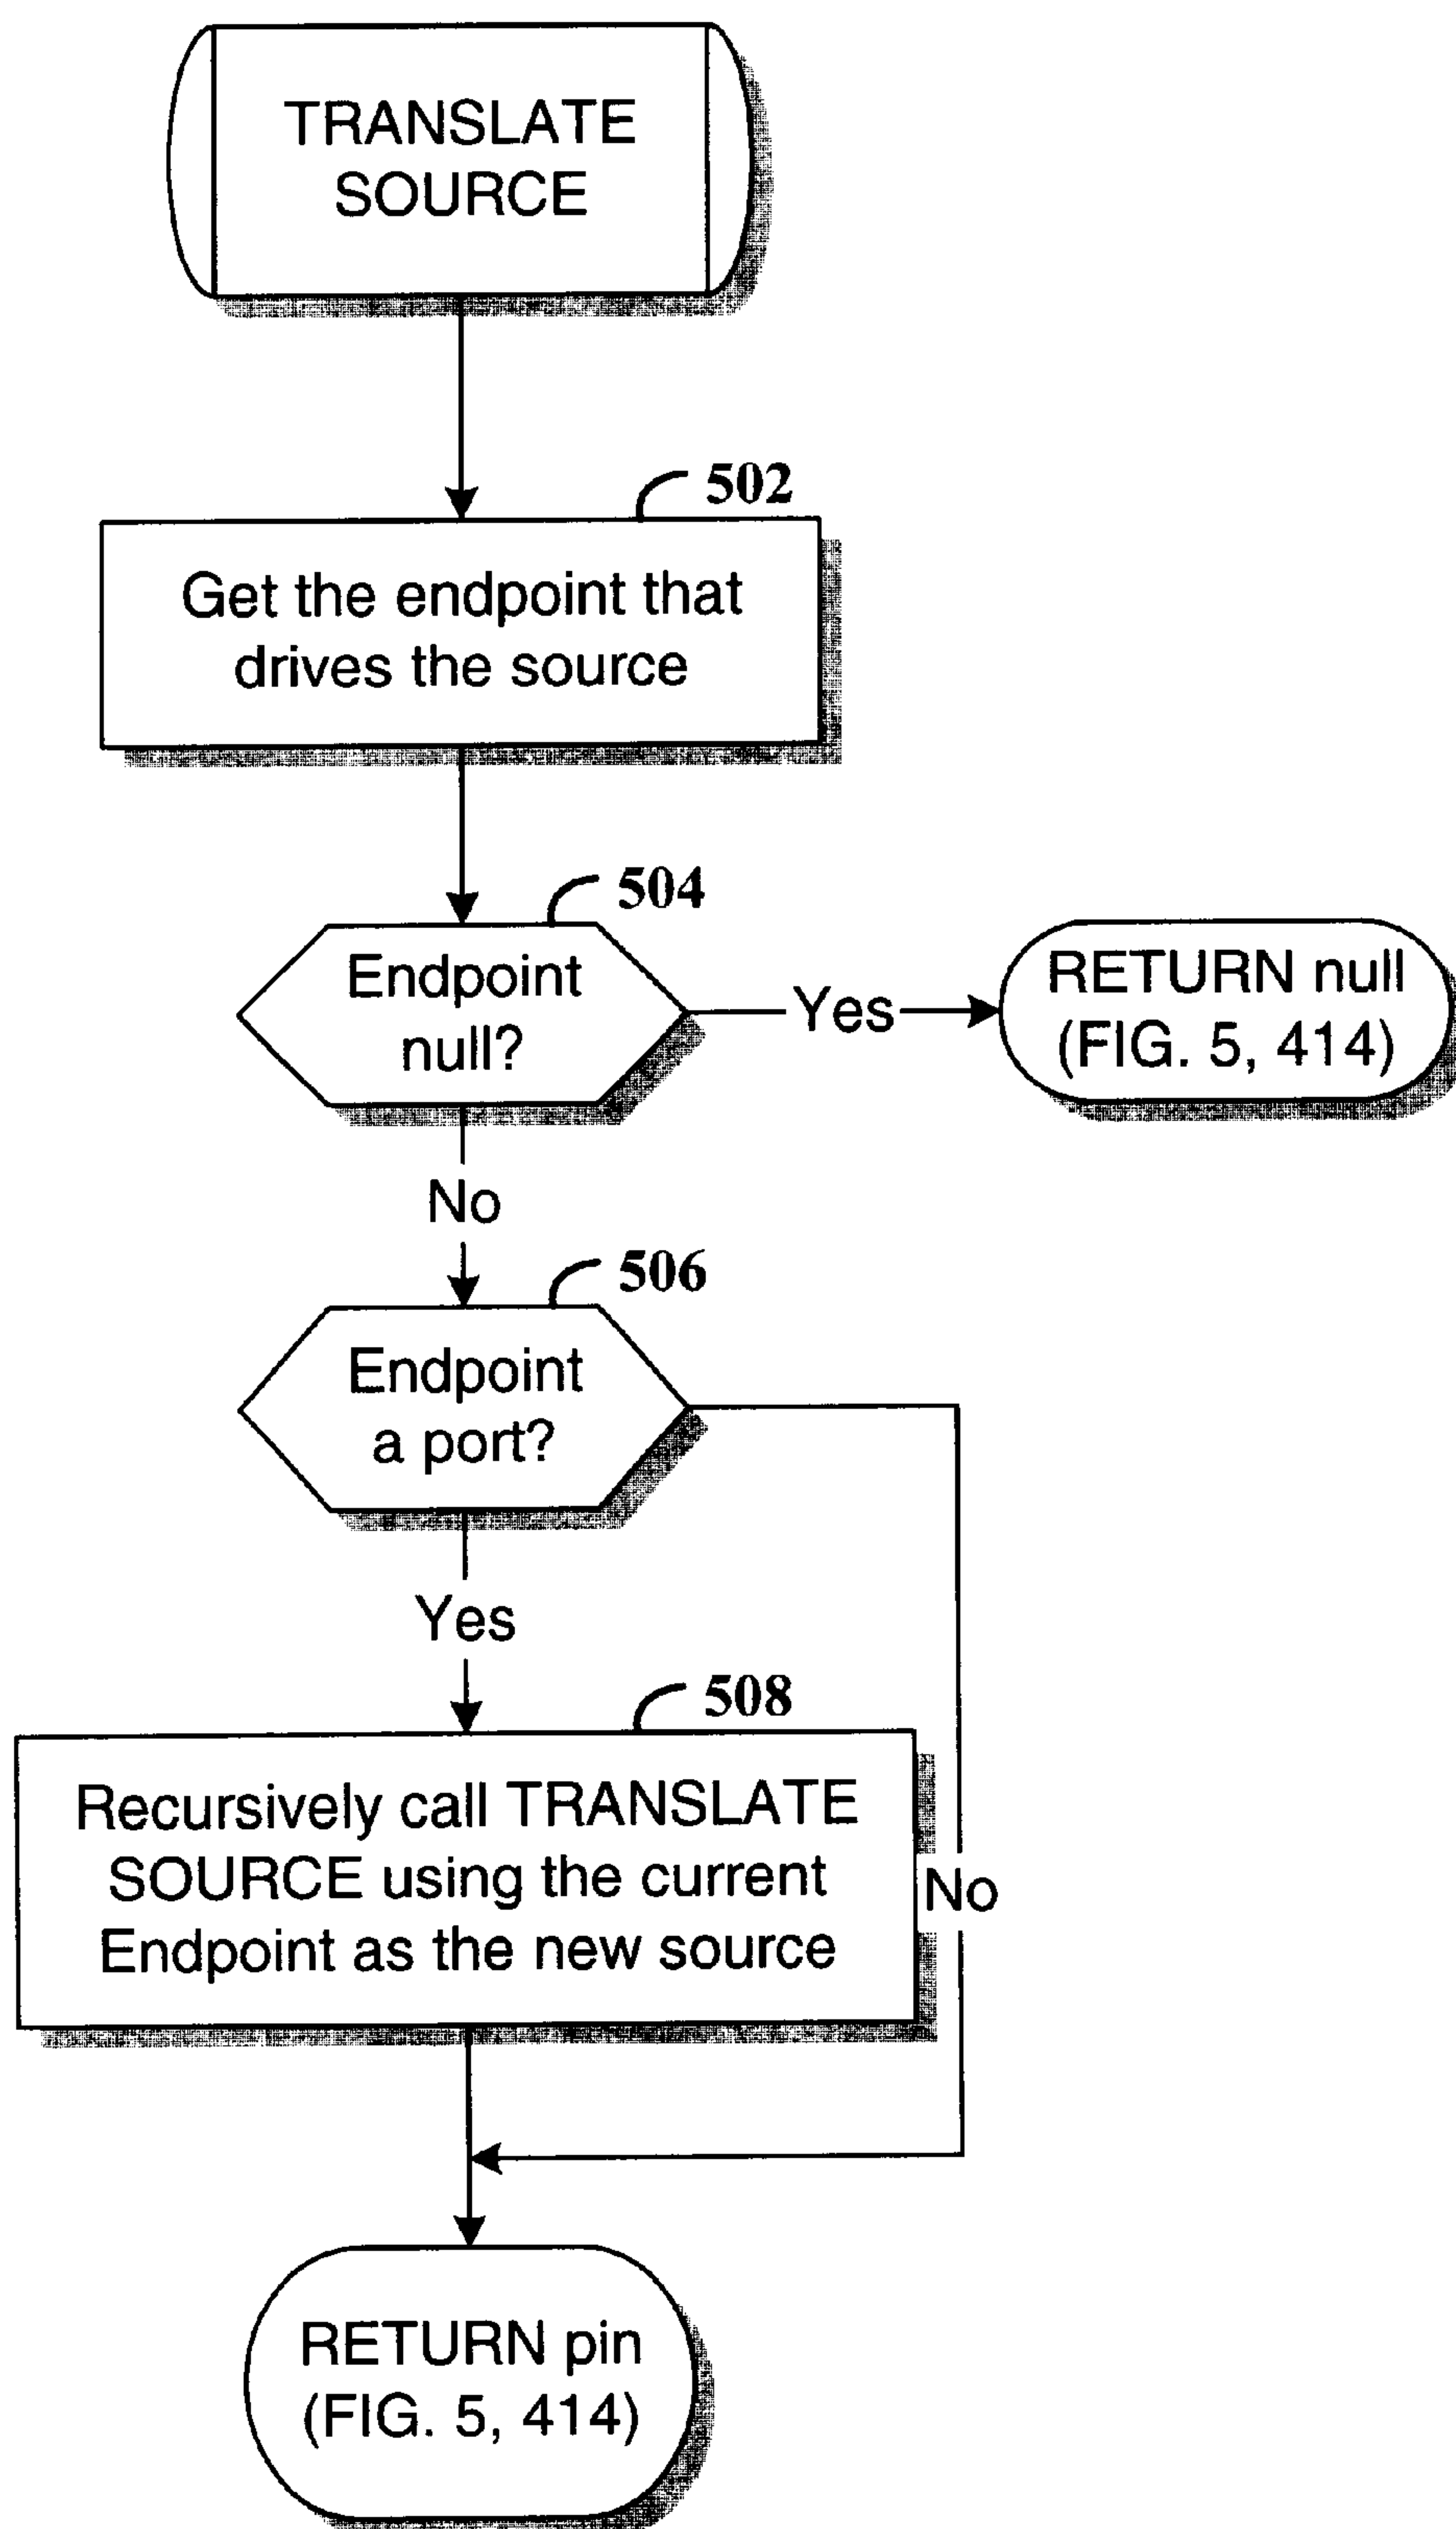 TRANSLATE
SOURCE
502
Get the endpoint that
drives the source
504
Endpoint
null?
Yes
RETURN null
(FIG. 5, 414)
No
506
Endpoint
a port?
Yes
508
Recursively call TRANSLATE
SOURCE using the current
Endpoint as the new source
No
RETURN pin
(FIG. 5, 414)